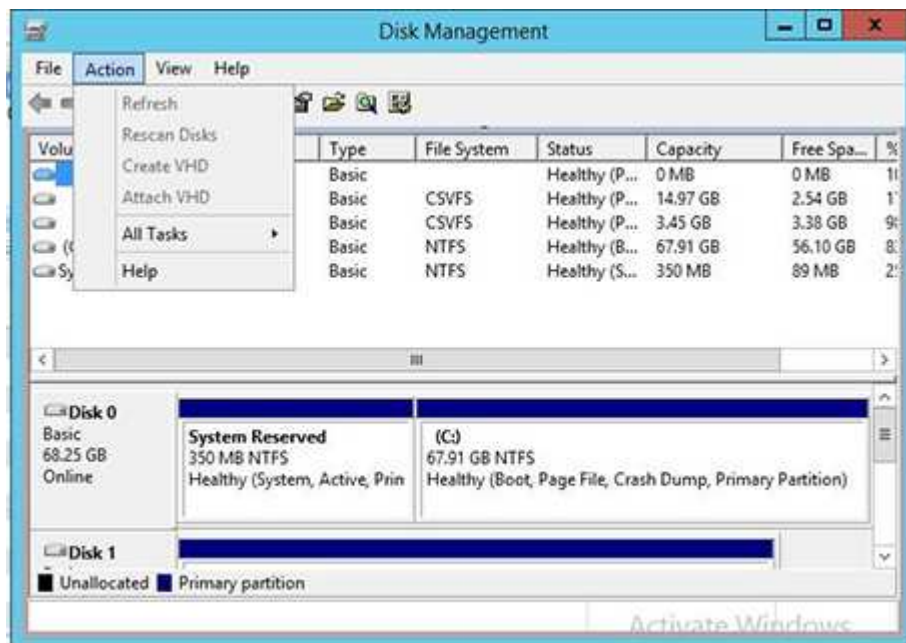 Disk Management
File Action View Help
Refresh
Rescan Disks
Create VHD
Attach VHD
All Tasks
Help
Volu Type File System Status Capacity Free Spa... %
Basic Healthy (P... 0 MB 0 MB
Basic CSVFS Healthy (P... 14.97 GB 2.54 GB
Basic CSVFS Healthy (P... 3.45 GB 3.38 GB
Basic NTFS Healthy (B... 67.91 GB 56.10 GB
Sy Basic NTFS Healthy (S... 350 MB 89 MB
Disk 0
Basic
68.25 GB
Online
System Reserved
350 MB NTFS
Healthy (System, Active, Prin
(C:)
67.91 GB NTFS
Healthy (Boot, Page File, Crash Dump, Primary Partition)
Disk 1
Unallocated Primary partition
Activate Windows